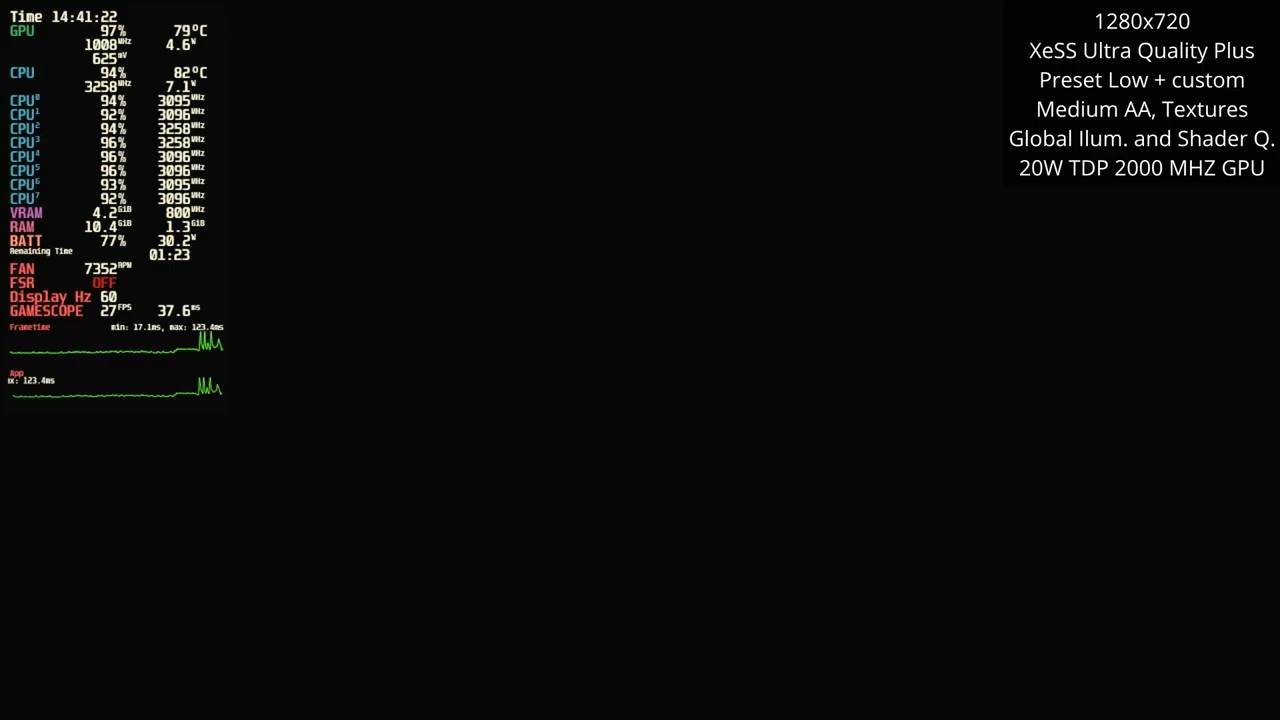 Time 14:41:22
GPU 97% 79°C
1008MHz 4.6W
625mV
CPU 94% 82°C
3258MHz 7.1W
CPU0 94% 3095MHz
CPU1 92% 3096MHz
CPU2 94% 3258MHz
CPU3 96% 3258MHz
CPU4 96% 3096MHz
CPU5 96% 3096MHz
CPU6 93% 3095MHz
CPU7 92% 3096MHz
VRAM 4.2GiB 800MHz
RAM 10.4GiB 1.3GiB
BATT 77% 30.2W
Remaining Time 01:23
FAN 7352RPM
FSR OFF
Display Hz 60
GAMESCOPE 27FPS 37.6ms
Frametime min: 17.1ms, max: 123.4ms
App
ax: 123.4ms
1280x720
XeSS Ultra Quality Plus
Preset Low + custom
Medium AA, Textures
Global Ilum. and Shader Q.
20W TDP 2000 MHZ GPU